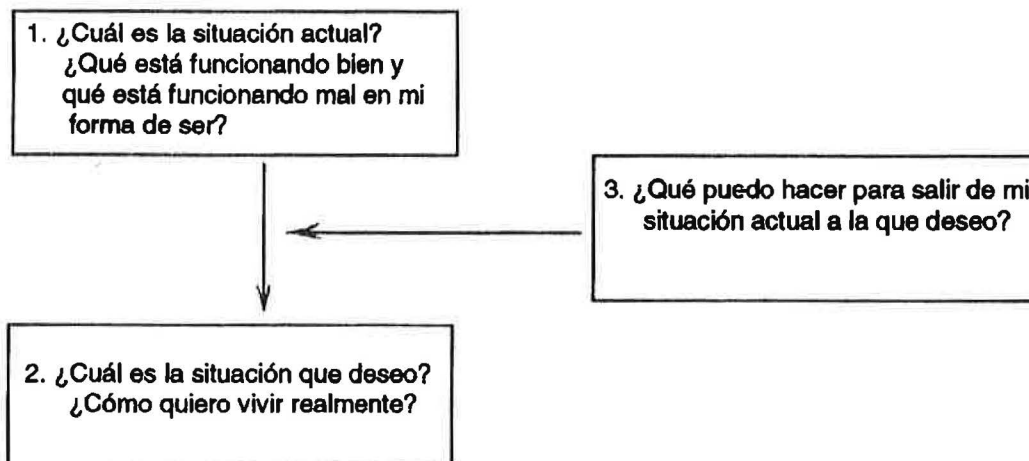 1. ¿Cuál es la situación actual?
¿Qué está funcionando bien y
qué está funcionando mal en mi
forma de ser?
3. ¿Qué puedo hacer para salir de mi
situación actual a la que deseo?
2. ¿Cuál es la situación que deseo?
¿Cómo quiero vivir realmente?